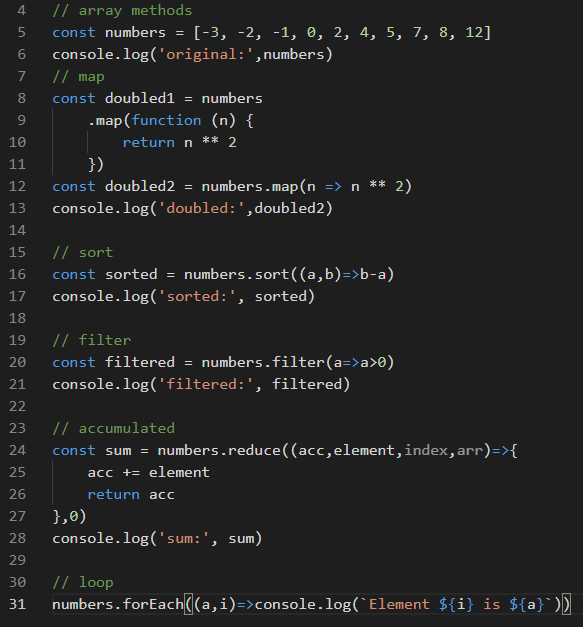 4 // array methods
5 const numbers = [-3, -2, -1, 0, 2, 4, 5, 7, 8, 12]
6 console.log('original:',numbers)
7 // map
8 const doubled1 = numbers
9     .map(function (n) {
10         return n ** 2
11     })
12 const doubled2 = numbers.map(n => n ** 2)
13 console.log('doubled:',doubled2)
14
15 // sort
16 const sorted = numbers.sort((a,b)=>b-a)
17 console.log('sorted:', sorted)
18
19 // filter
20 const filtered = numbers.filter(a=>a>0)
21 console.log('filtered:', filtered)
22
23 // accumulated
24 const sum = numbers.reduce((acc,element,index,arr)=>{
25     acc += element
26     return acc
27 },0)
28 console.log('sum:', sum)
29
30 // loop
31 numbers.forEach((a,i)=>console.log(`Element ${i} is ${a}`))